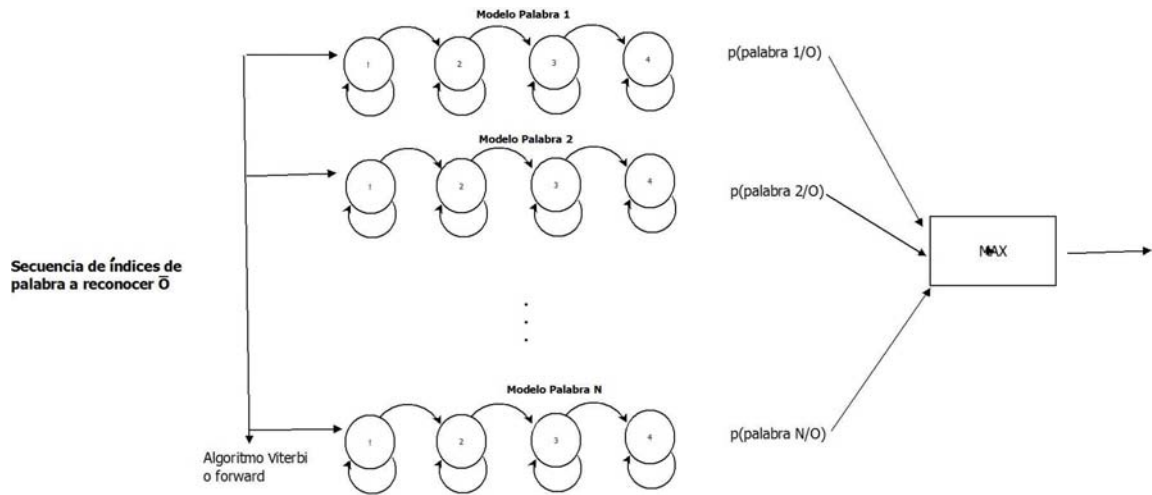 Modelo Palabra 1
1
2
3
4
p(palabra 1/O)
Modelo Palabra 2
1
2
3
4
p(palabra 2/O)
MAX
Secuencia de índices de
palabra a reconocer O̅
Modelo Palabra N
1
2
3
4
p(palabra N/O)
Algoritmo Viterbi
o forward